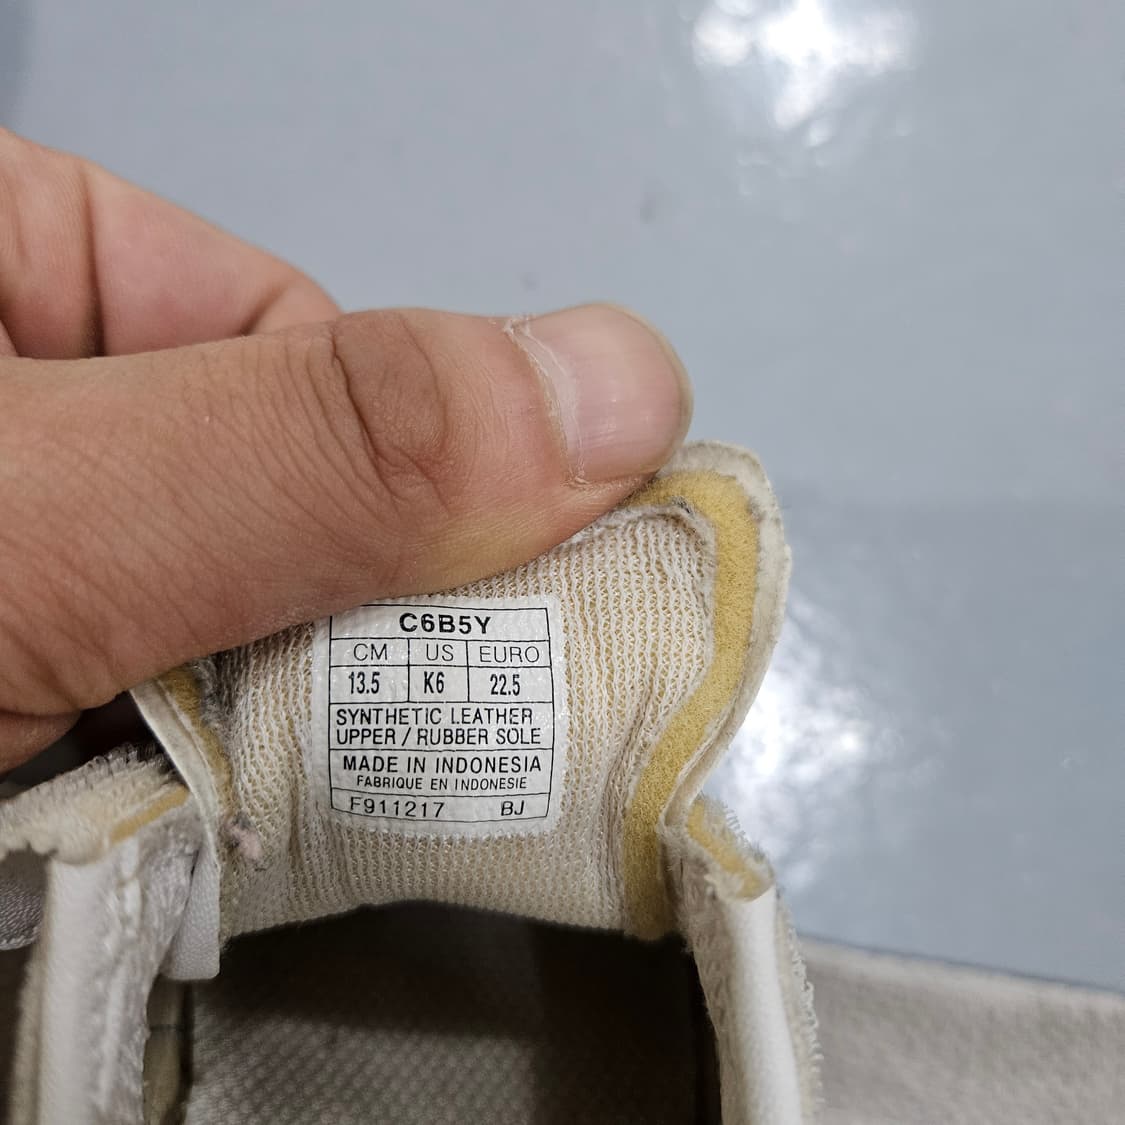 C6B5Y
CM US EURO
13.5 K6 22.5
SYNTHETIC LEATHER
UPPER / RUBBER SOLE
MADE IN INDONESIA
FABRIQUE EN INDONESIE
F911217 BJ